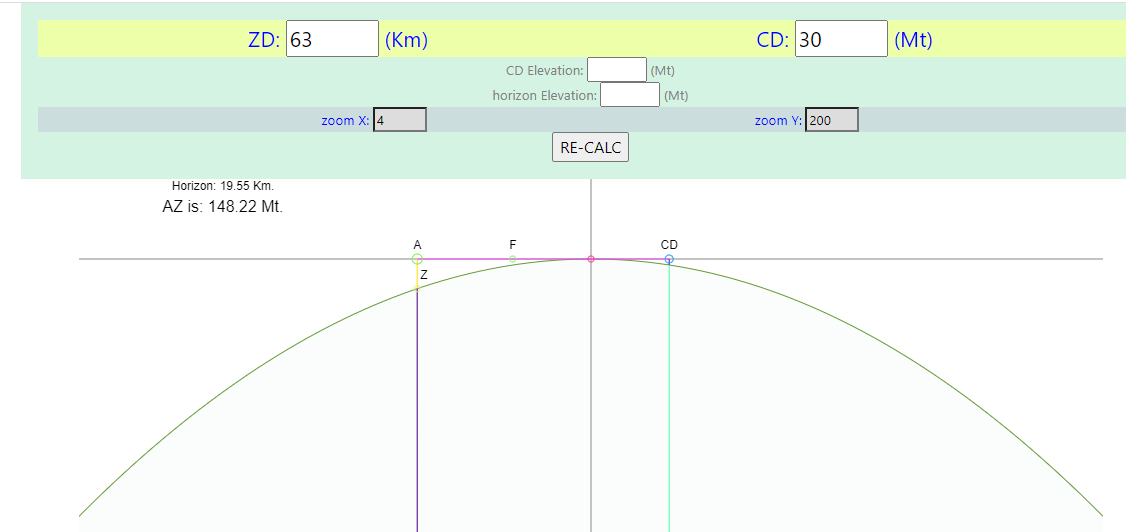 ZD: 63 (Km) CD: 30 (Mt)
CD Elevation: (Mt)
horizon Elevation: (Mt)
zoom X: 4 zoom Y: 200
RE-CALC
Horizon: 19.55 Km.
AZ is: 148.22 Mt.
A F CD
Z